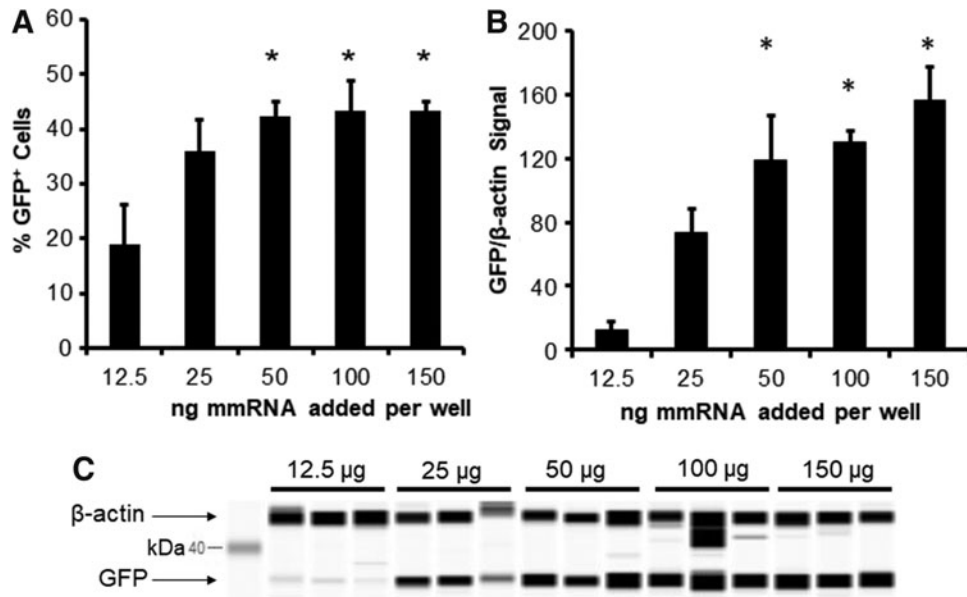 A
% GFP+ Cells
60
50
40
30
20
10
0
* * *
12.5 25 50 100 150
ng mmRNA added per well
B
GFP/β-actin Signal
200
160
120
80
40
0
* * *
12.5 25 50 100 150
ng mmRNA added per well
C
12.5 µg 25 µg 50 µg 100 µg 150 µg
β-actin
kDa 40
GFP